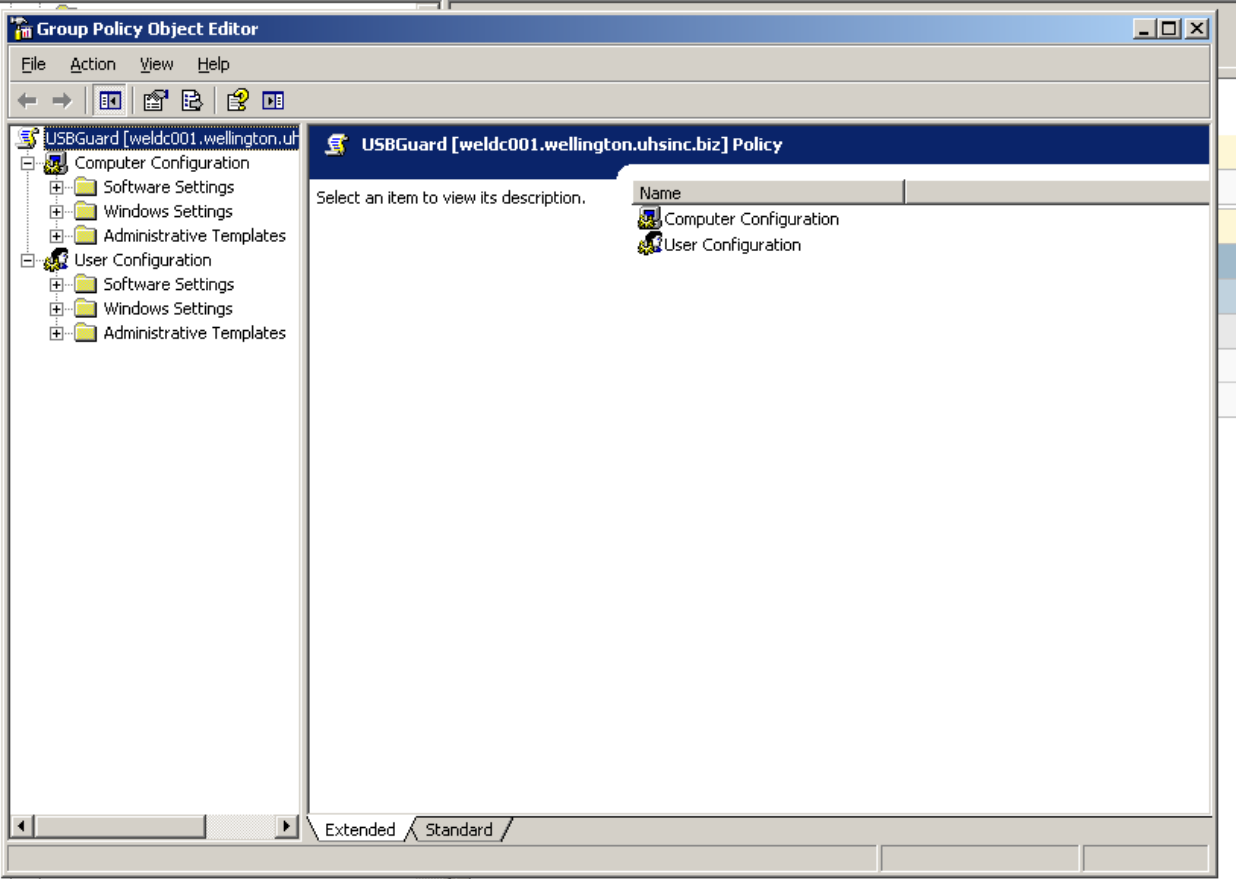 Group Policy Object Editor
File Action View Help
USBGuard [weldc001.wellington.uh
Computer Configuration
Software Settings
Windows Settings
Administrative Templates
User Configuration
Software Settings
Windows Settings
Administrative Templates
USBGuard [weldc001.wellington.uhsinc.biz] Policy
Select an item to view its description.
Name
Computer Configuration
User Configuration
Extended Standard